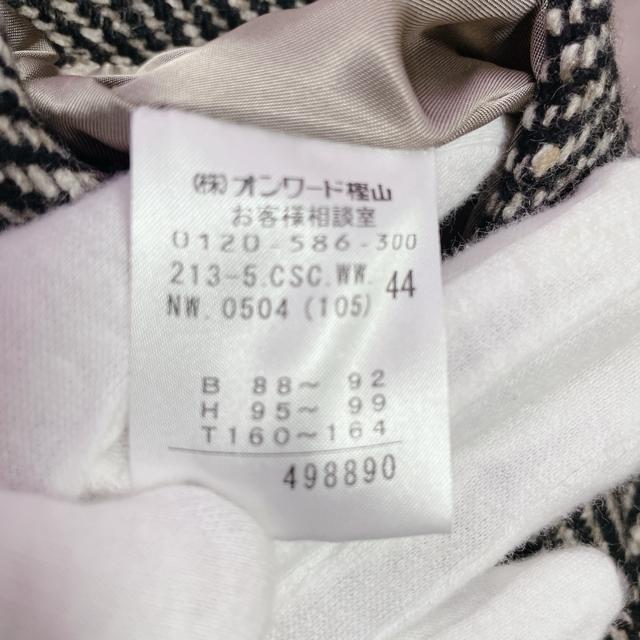 (株)オンワード樫山
お客様相談室
0120-586-300
213-5.CSC.WW. 44
NW. 0504 (105)
B 88～ 92
H 95～ 99
T160～164
498890